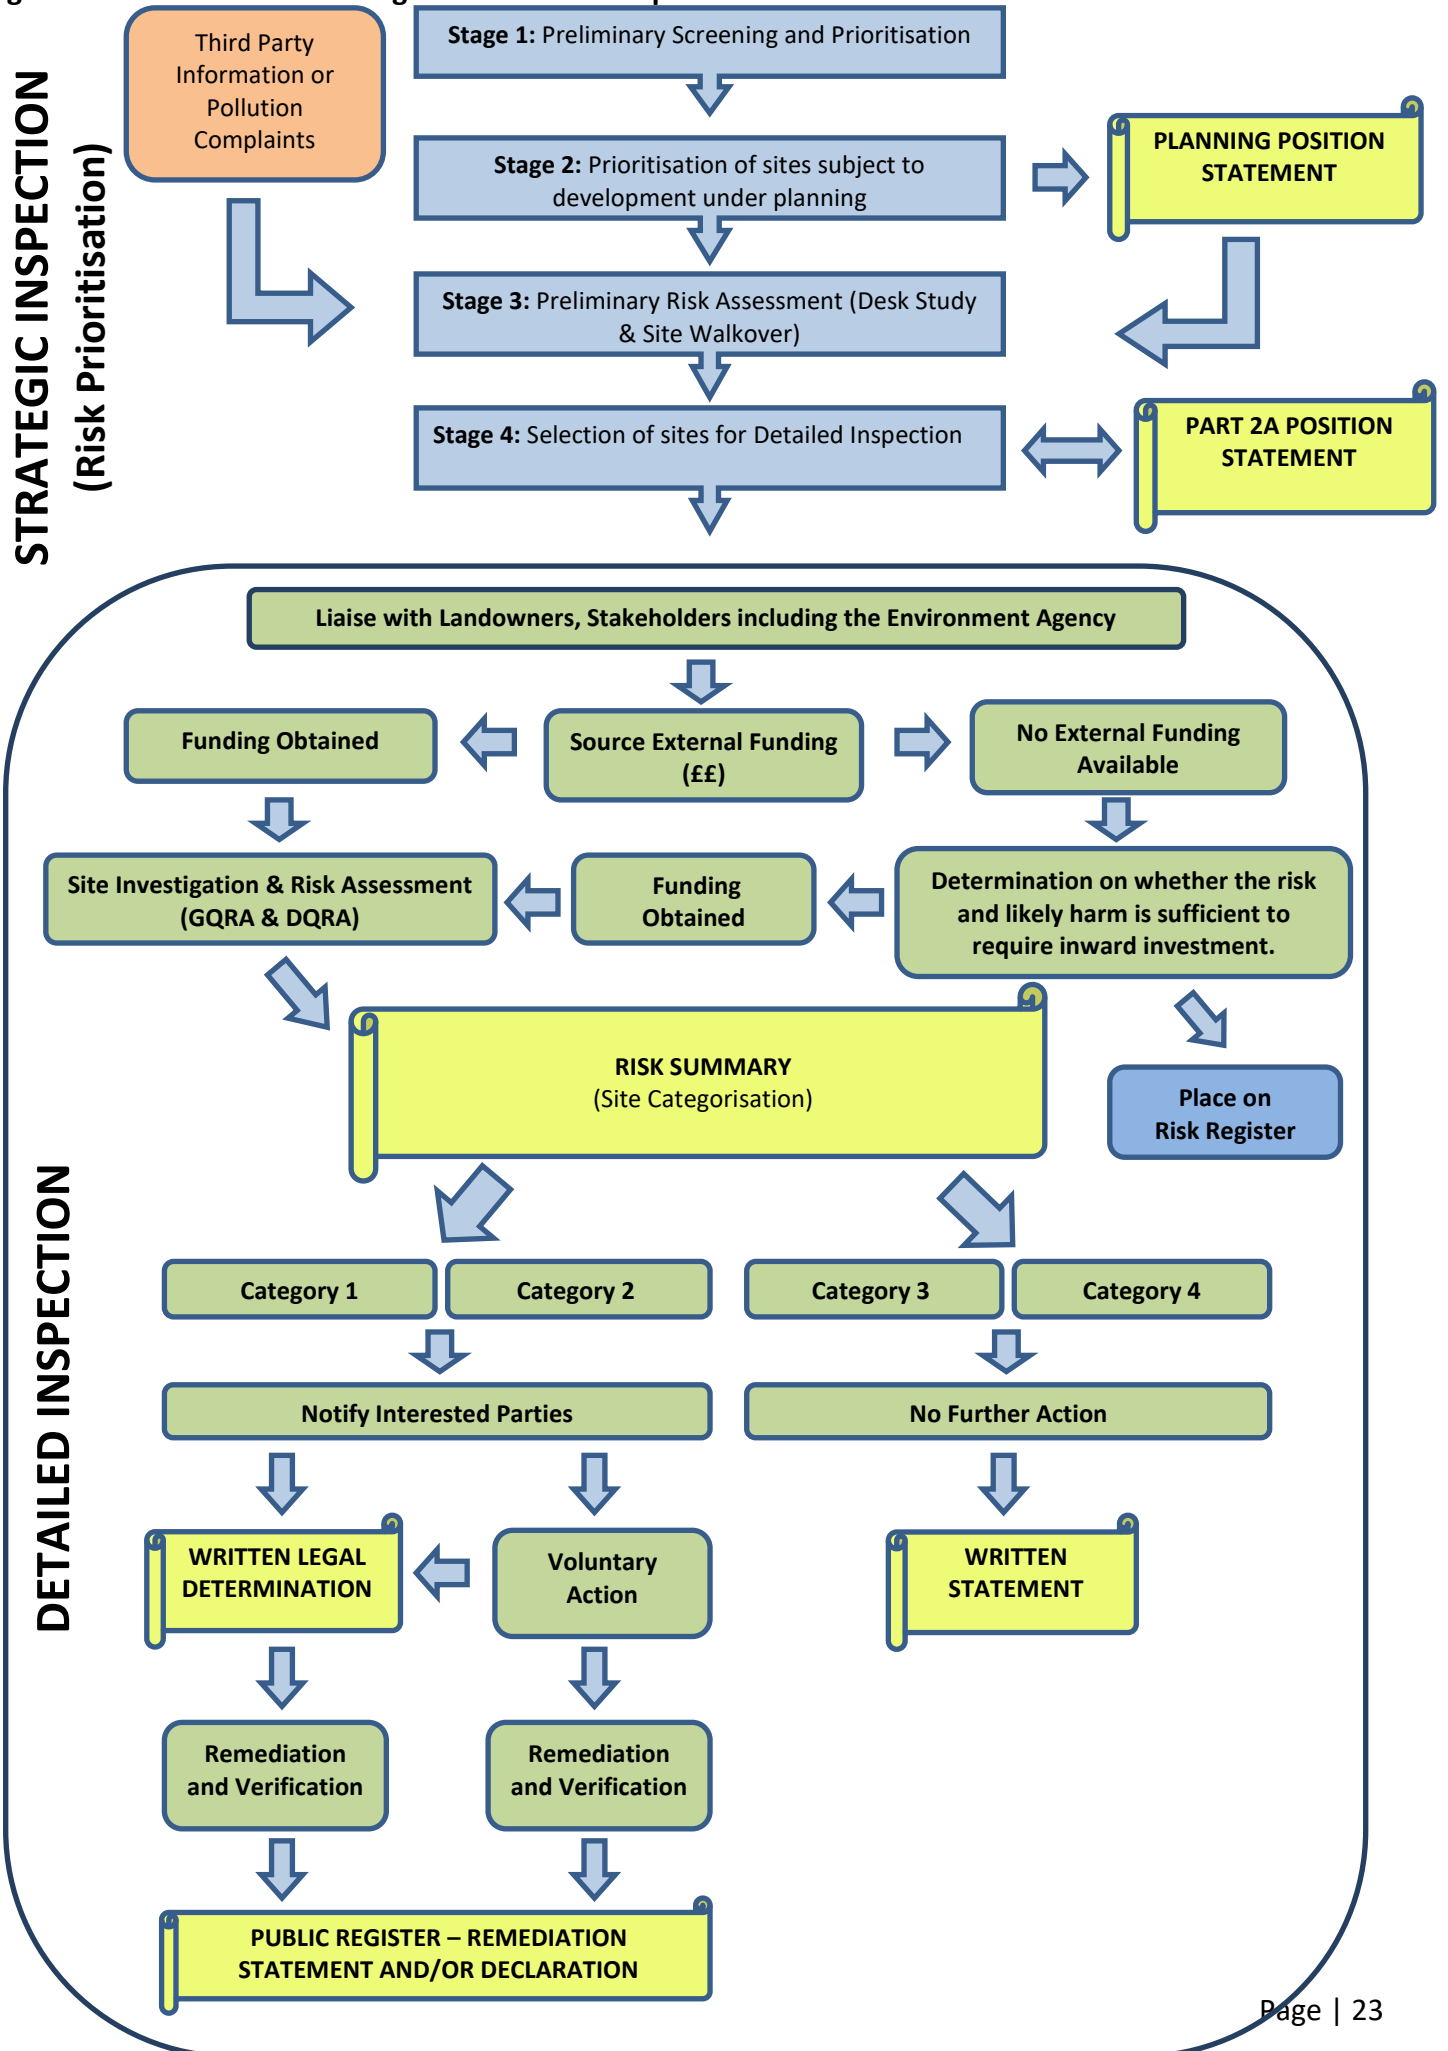 STRATEGIC INSPECTION
(Risk Prioritisation)
Third Party
Information or
Pollution
Complaints
Stage 1: Preliminary Screening and Prioritisation
Stage 2: Prioritisation of sites subject to
development under planning
PLANNING POSITION
STATEMENT
Stage 3: Preliminary Risk Assessment (Desk Study
& Site Walkover)
Stage 4: Selection of sites for Detailed Inspection
PART 2A POSITION
STATEMENT
DETAILED INSPECTION
Liaise with Landowners, Stakeholders including the Environment Agency
Funding Obtained
Source External Funding
(££)
No External Funding
Available
Site Investigation & Risk Assessment
(GQRA & DQRA)
Funding
Obtained
Determination on whether the risk
and likely harm is sufficient to
require inward investment.
RISK SUMMARY
(Site Categorisation)
Place on
Risk Register
Category 1
Category 2
Category 3
Category 4
Notify Interested Parties
No Further Action
WRITTEN LEGAL
DETERMINATION
Voluntary
Action
WRITTEN
STATEMENT
Remediation
and Verification
Remediation
and Verification
PUBLIC REGISTER – REMEDIATION
STATEMENT AND/OR DECLARATION
Page | 23